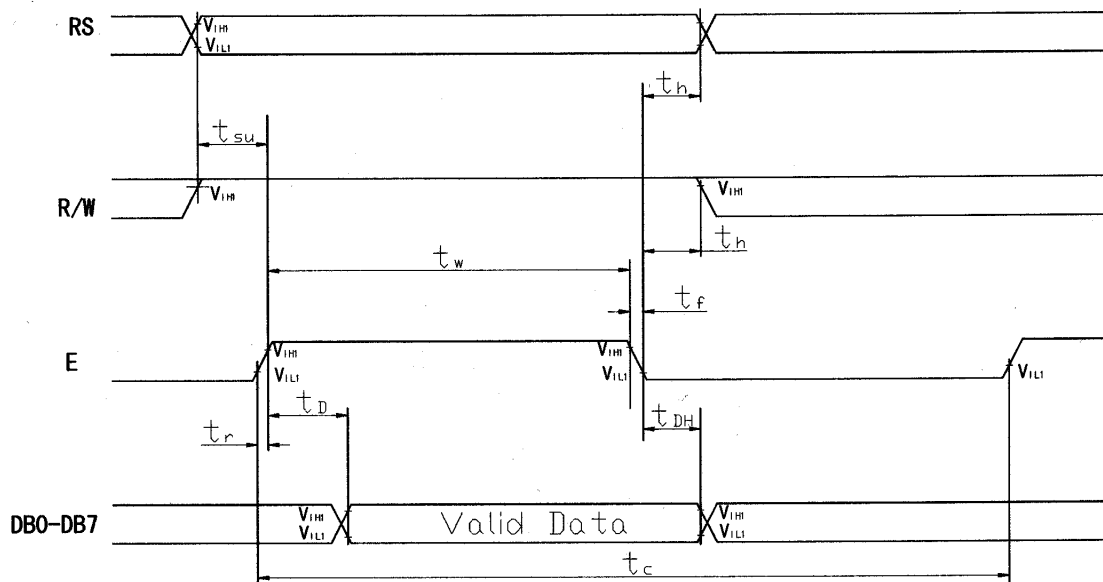 RS
VIH1
VIL1
th
tsu
R/W
VIH1
VIH1
th
tw
tf
E
VIH1
VIL1
VIH1
VIL1
VIL1
tD
tr
tDH
DB0-DB7
VIH1
VIL1
Valid Data
VIH1
VIL1
tc